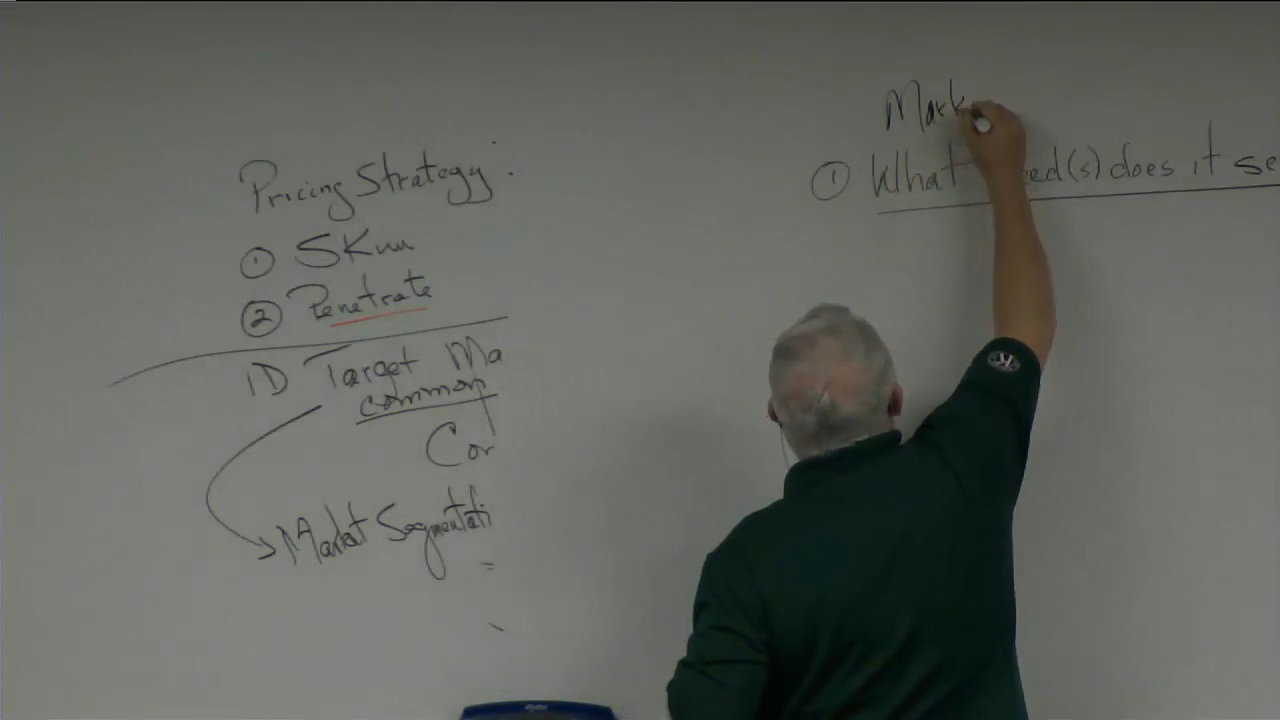 Pricing Strategy.
① Skim
② Penetrate
ID Target Ma
common
Cor
Market Segmentati
=
Mark
① What ed(s) does it se